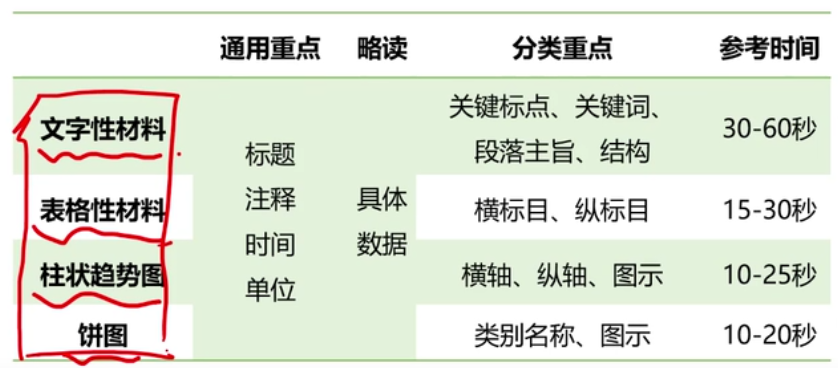 通用重点 略读 分类重点 参考时间
文字性材料 关键标点、关键词、 30-60秒
段落主旨、结构
标题
表格性材料 注释 具体 横标目、纵标目 15-30秒
时间 数据
柱状趋势图 横轴、纵轴、图示 10-25秒
单位
饼图 类别名称、图示 10-20秒